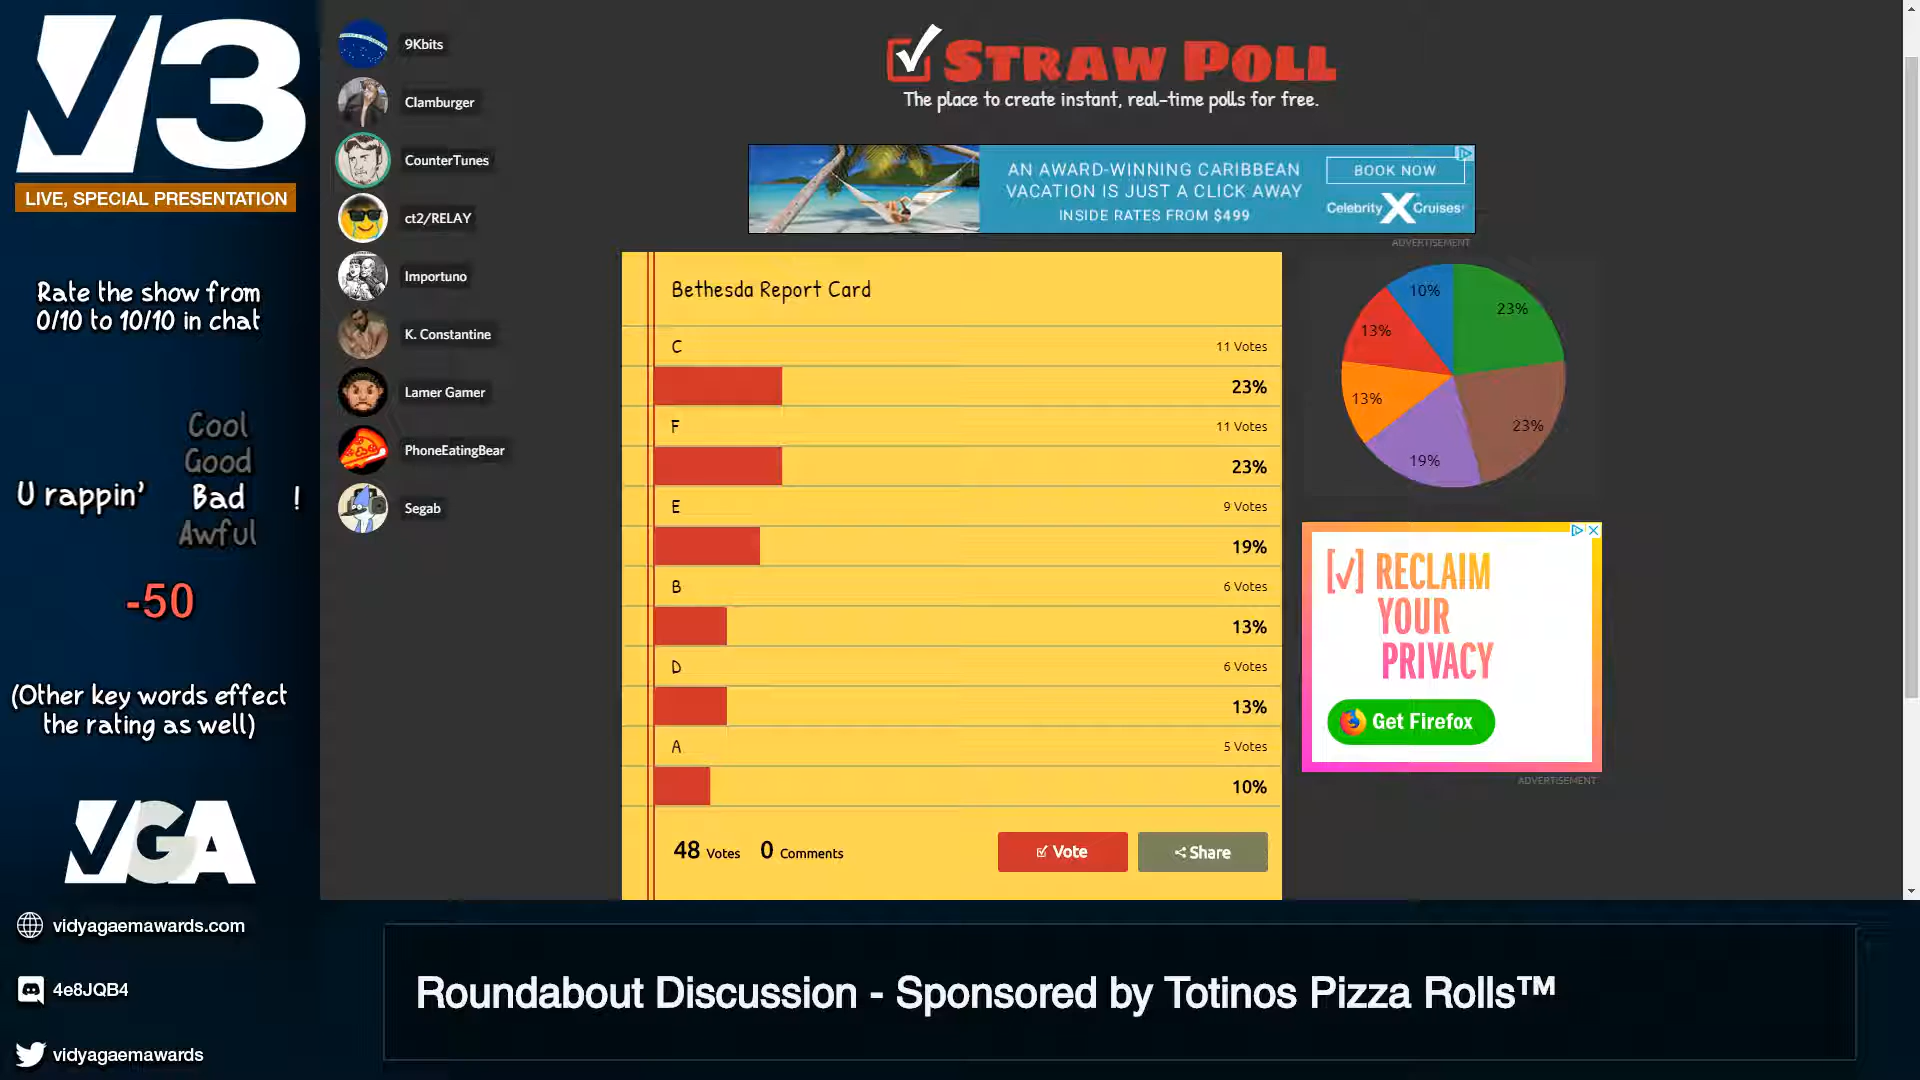 V3
LIVE, SPECIAL PRESENTATION
Rate the show from
0/10 to 10/10 in chat
Cool
Good
U rappin' Bad !
Awful
-50
(Other key words effect
the rating as well)
VGA
vidyagaemawards.com
4e8JQB4
vidyagaemawards
9Kbits
Clamburger
CounterTunes
ct2/RELAY
Importuno
K. Constantine
Lamer Gamer
PhoneEatingBear
Segab
STRAW POLL
The place to create instant, real-time polls for free.
AN AWARD-WINNING CARIBBEAN
VACATION IS JUST A CLICK AWAY
INSIDE RATES FROM $499
BOOK NOW
Celebrity X Cruises®
ADVERTISEMENT
Bethesda Report Card
C 11 Votes
23%
F 11 Votes
23%
E 9 Votes
19%
B 6 Votes
13%
D 6 Votes
13%
A 5 Votes
10%
48 Votes 0 Comments
Vote
Share
10%
23%
13%
13%
23%
19%
RECLAIM
YOUR
PRIVACY
Get Firefox
ADVERTISEMENT
Roundabout Discussion - Sponsored by Totinos Pizza Rolls™